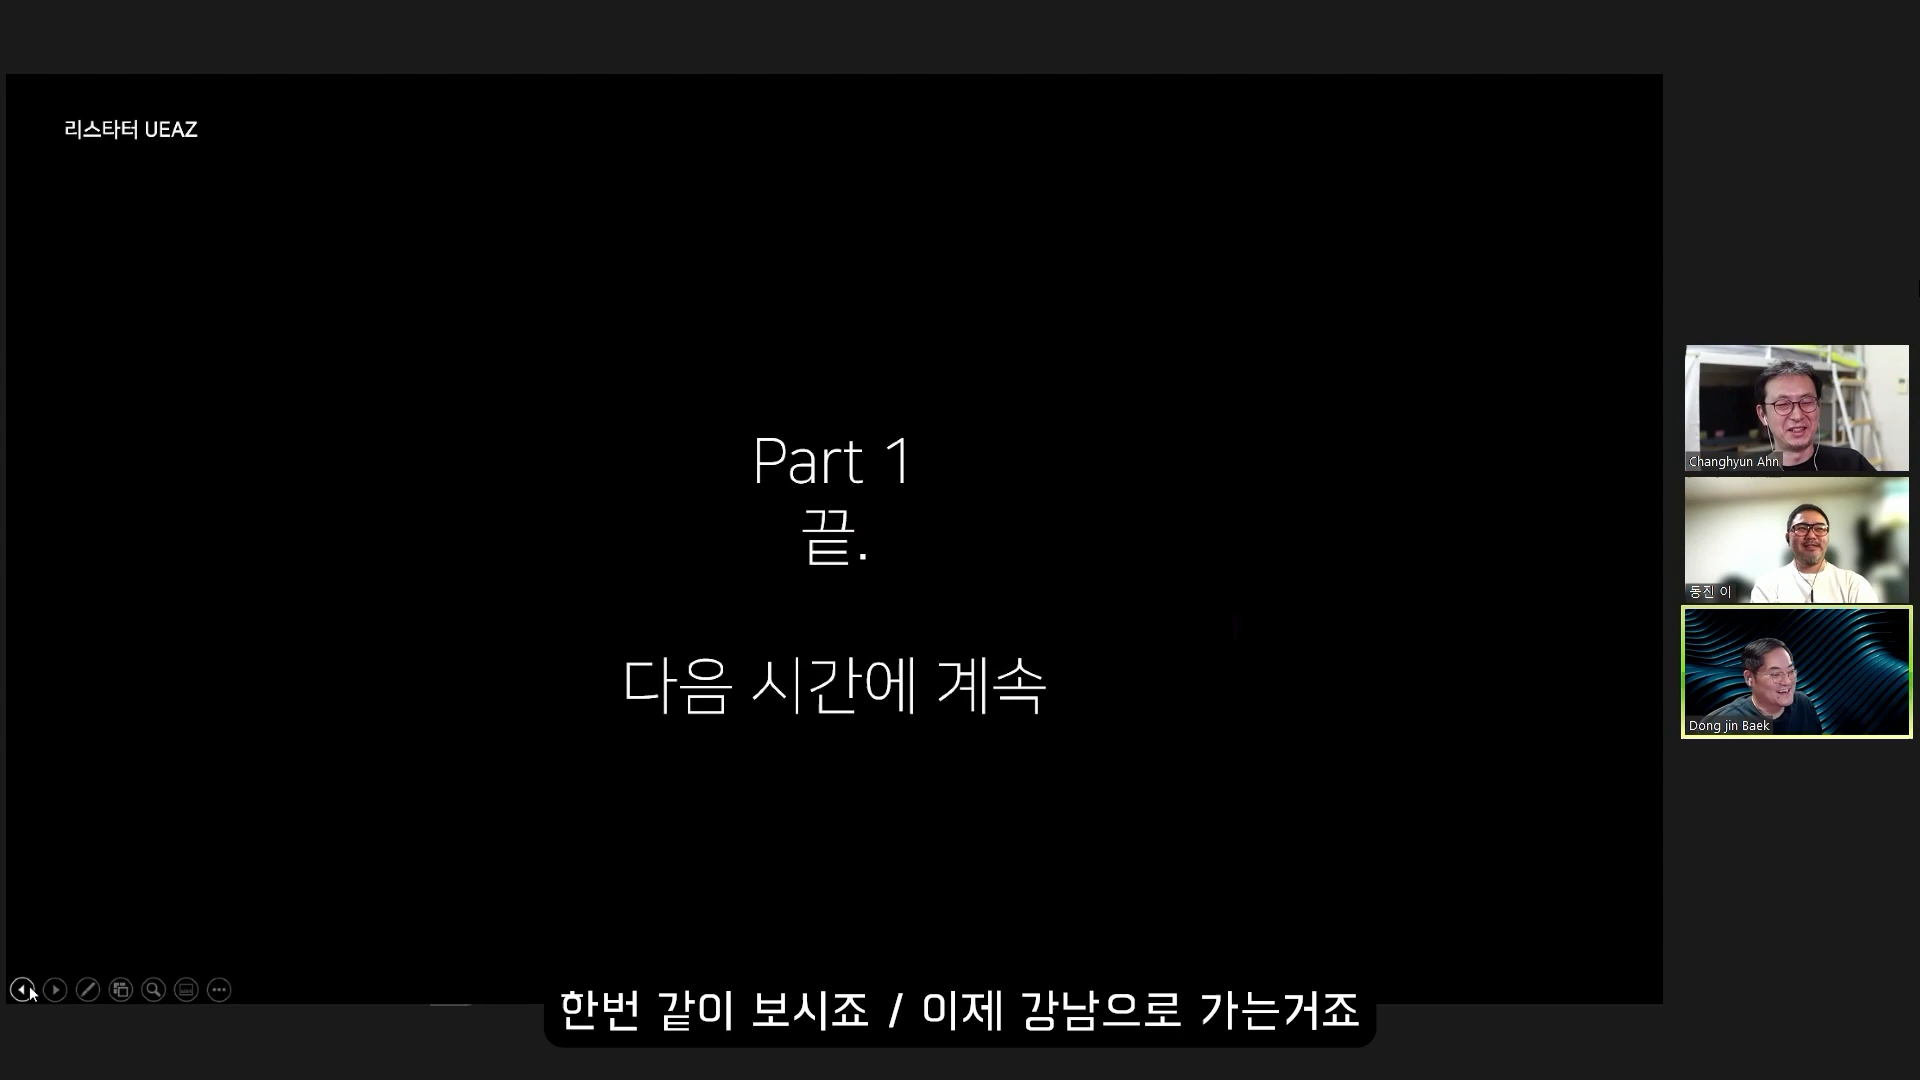 리스타터 UEAZ
Part 1
끝.
다음 시간에 계속
Changhyun Ahn
동진 이
Dong jin Baek
한번 같이 보시죠 / 이제 강남으로 가는거죠